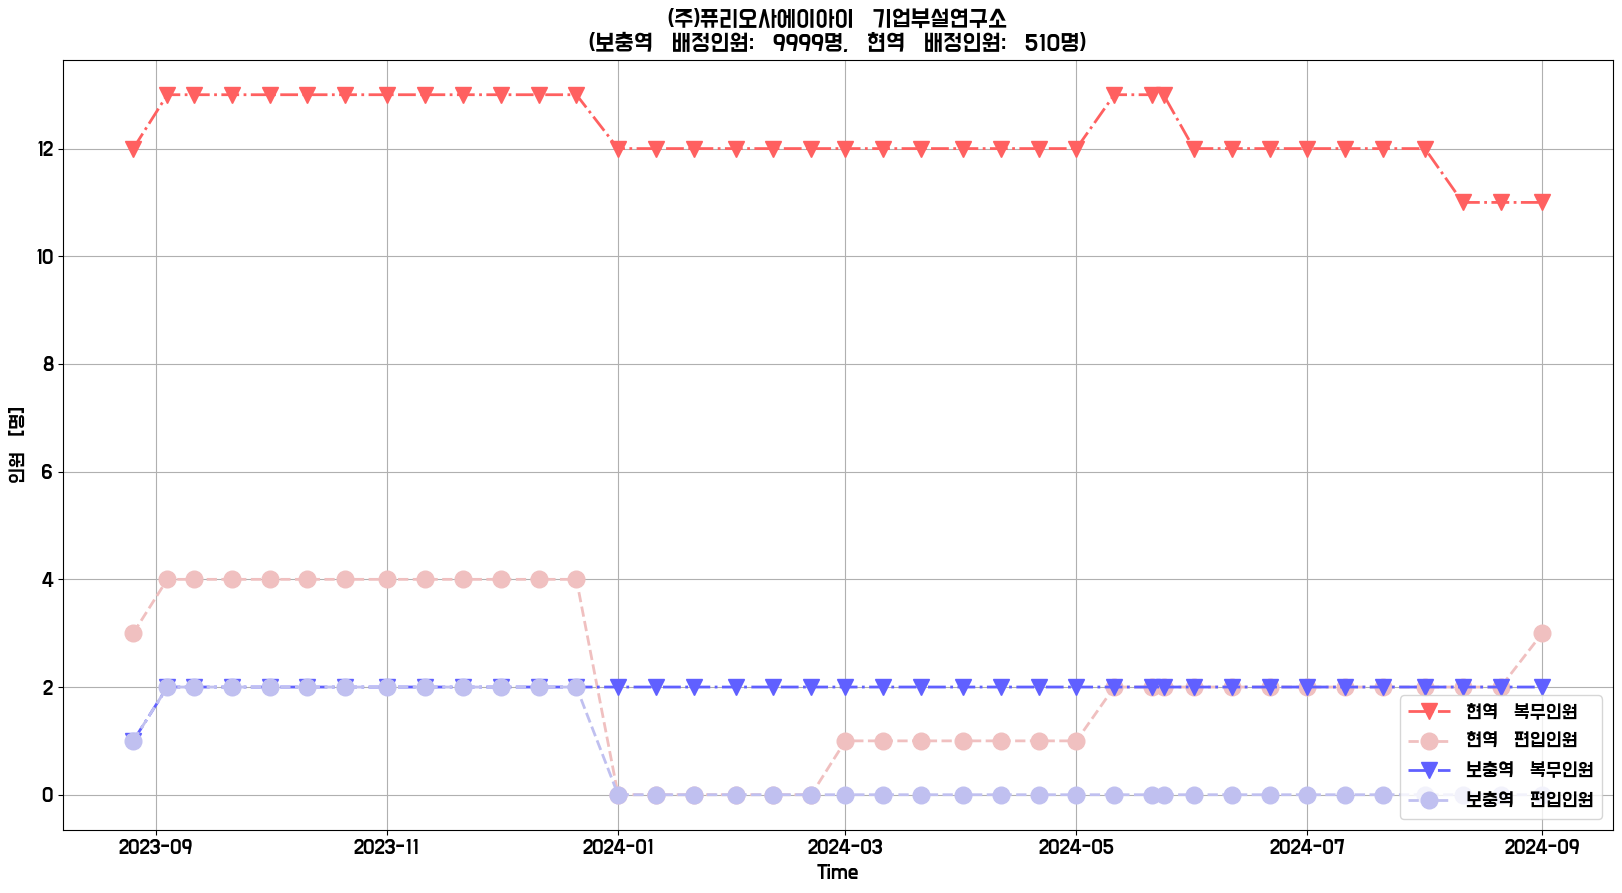 (주)퓨리오사에이아이 기업부설연구소
(보충역 배정인원: 9999명, 현역 배정인원: 510명)
인원 [명]
12
10
8
6
4
2
0
현역 복무인원
현역 편입인원
보충역 복무인원
보충역 편입인원
2023-09 2023-11 2024-01 2024-03 2024-05 2024-07 2024-09
Time